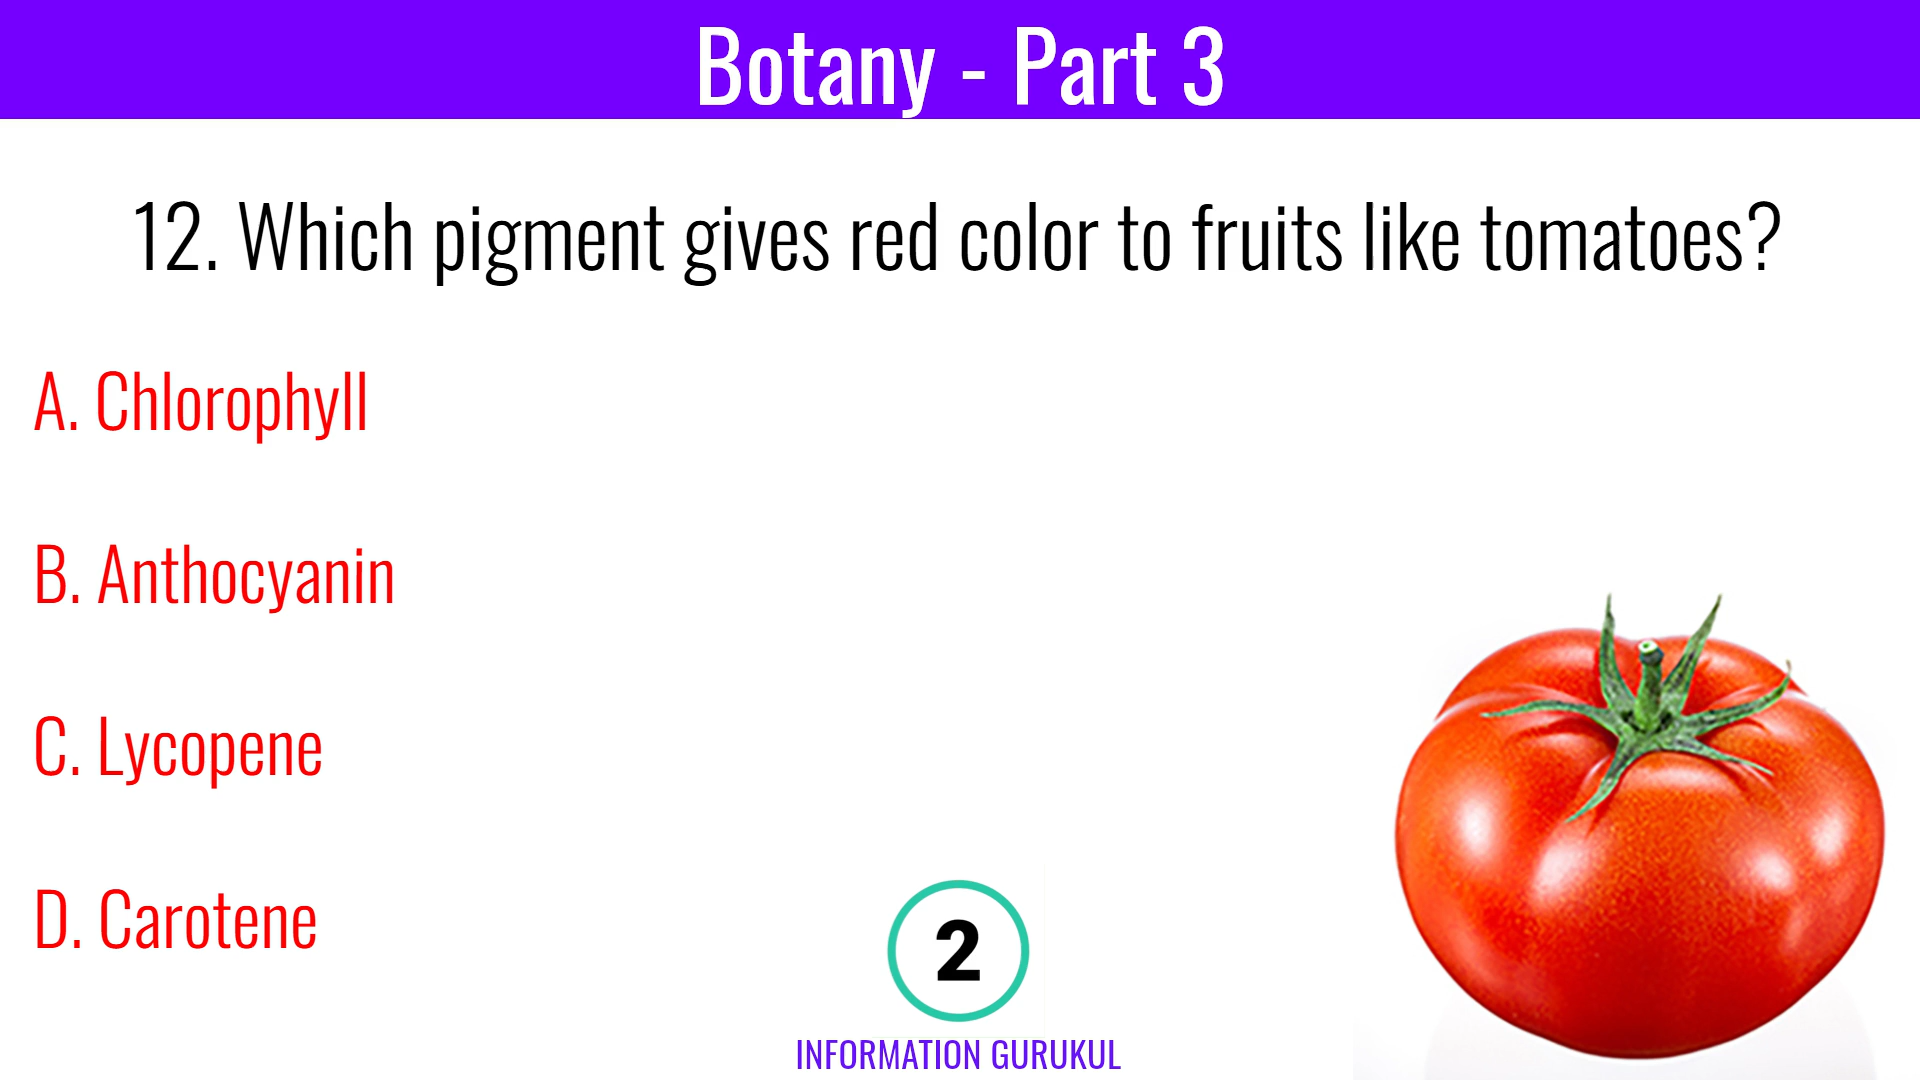 Botany - Part 3
12. Which pigment gives red color to fruits like tomatoes?
A. Chlorophyll
B. Anthocyanin
C. Lycopene
D. Carotene
2
INFORMATION GURUKUL